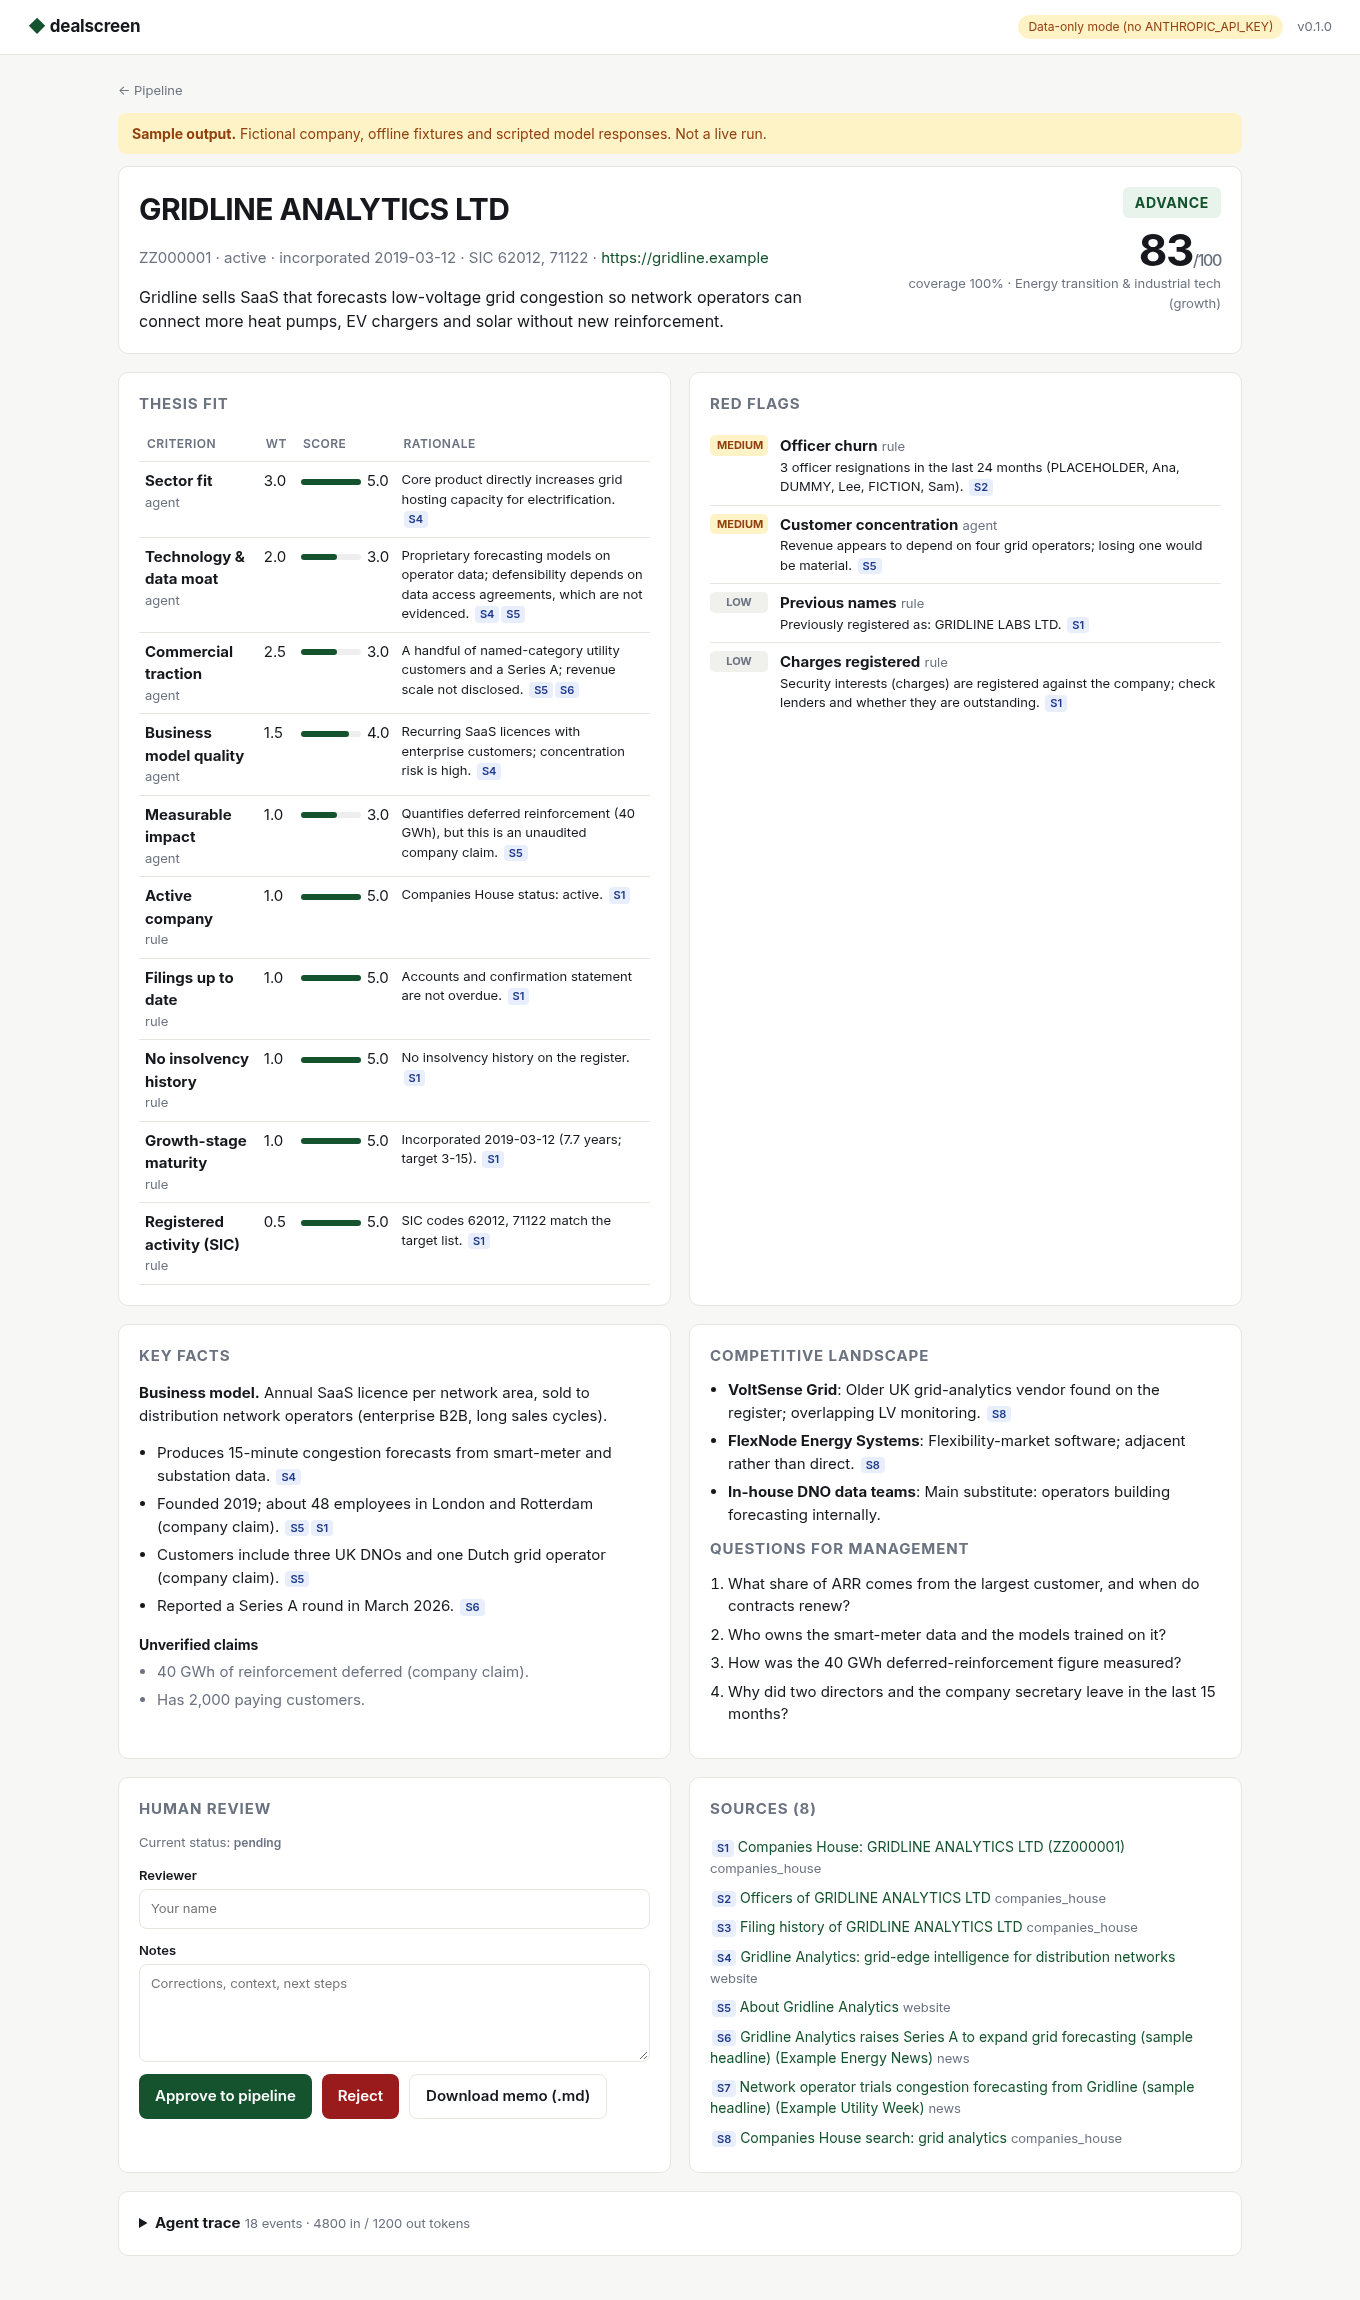 dealscreen
Data-only mode (no ANTHROPIC_API_KEY)
v0.1.0
← Pipeline
Sample output. Fictional company, offline fixtures and scripted model responses. Not a live run.
GRIDLINE ANALYTICS LTD
ZZ000001 · active · incorporated 2019-03-12 · SIC 62012, 71122 · https://gridline.example
Gridline sells SaaS that forecasts low-voltage grid congestion so network operators can
connect more heat pumps, EV chargers and solar without new reinforcement.
ADVANCE
83/100
coverage 100% · Energy transition & industrial tech
(growth)
THESIS FIT
CRITERION WT SCORE RATIONALE
Sector fit 3.0 5.0 Core product directly increases grid
agent hosting capacity for electrification.
S4
Technology & 2.0 3.0 Proprietary forecasting models on
data moat operator data; defensibility depends on
agent data access agreements, which are not
evidenced. S4 S5
Commercial 2.5 3.0 A handful of named-category utility
traction customers and a Series A; revenue
agent scale not disclosed. S5 S6
Business 1.5 4.0 Recurring SaaS licences with
model quality enterprise customers; concentration
agent risk is high. S4
Measurable 1.0 3.0 Quantifies deferred reinforcement (40
impact GWh), but this is an unaudited
agent company claim. S5
Active 1.0 5.0 Companies House status: active. S1
company
rule
Filings up to 1.0 5.0 Accounts and confirmation statement
date are not overdue. S1
rule
No insolvency 1.0 5.0 No insolvency history on the register.
history S1
rule
Growth-stage 1.0 5.0 Incorporated 2019-03-12 (7.7 years;
maturity target 3-15). S1
rule
Registered 0.5 5.0 SIC codes 62012, 71122 match the
activity (SIC) target list. S1
rule
RED FLAGS
MEDIUM Officer churn rule
3 officer resignations in the last 24 months (PLACEHOLDER, Ana,
DUMMY, Lee, FICTION, Sam). S2
MEDIUM Customer concentration agent
Revenue appears to depend on four grid operators; losing one would
be material. S5
LOW Previous names rule
Previously registered as: GRIDLINE LABS LTD. S1
LOW Charges registered rule
Security interests (charges) are registered against the company; check
lenders and whether they are outstanding. S1
KEY FACTS
Business model. Annual SaaS licence per network area, sold to
distribution network operators (enterprise B2B, long sales cycles).
• Produces 15-minute congestion forecasts from smart-meter and
substation data. S4
• Founded 2019; about 48 employees in London and Rotterdam
(company claim). S5 S1
• Customers include three UK DNOs and one Dutch grid operator
(company claim). S5
• Reported a Series A round in March 2026. S6
Unverified claims
• 40 GWh of reinforcement deferred (company claim).
• Has 2,000 paying customers.
COMPETITIVE LANDSCAPE
• VoltSense Grid: Older UK grid-analytics vendor found on the
register; overlapping LV monitoring. S8
• FlexNode Energy Systems: Flexibility-market software; adjacent
rather than direct. S8
• In-house DNO data teams: Main substitute: operators building
forecasting internally.
QUESTIONS FOR MANAGEMENT
1. What share of ARR comes from the largest customer, and when do
contracts renew?
2. Who owns the smart-meter data and the models trained on it?
3. How was the 40 GWh deferred-reinforcement figure measured?
4. Why did two directors and the company secretary leave in the last 15
months?
HUMAN REVIEW
Current status: pending
Reviewer
Your name
Notes
Corrections, context, next steps
Approve to pipeline
Reject
Download memo (.md)
SOURCES (8)
S1 Companies House: GRIDLINE ANALYTICS LTD (ZZ000001)
companies_house
S2 Officers of GRIDLINE ANALYTICS LTD companies_house
S3 Filing history of GRIDLINE ANALYTICS LTD companies_house
S4 Gridline Analytics: grid-edge intelligence for distribution networks
website
S5 About Gridline Analytics website
S6 Gridline Analytics raises Series A to expand grid forecasting (sample
headline) (Example Energy News) news
S7 Network operator trials congestion forecasting from Gridline (sample
headline) (Example Utility Week) news
S8 Companies House search: grid analytics companies_house
Agent trace 18 events · 4800 in / 1200 out tokens